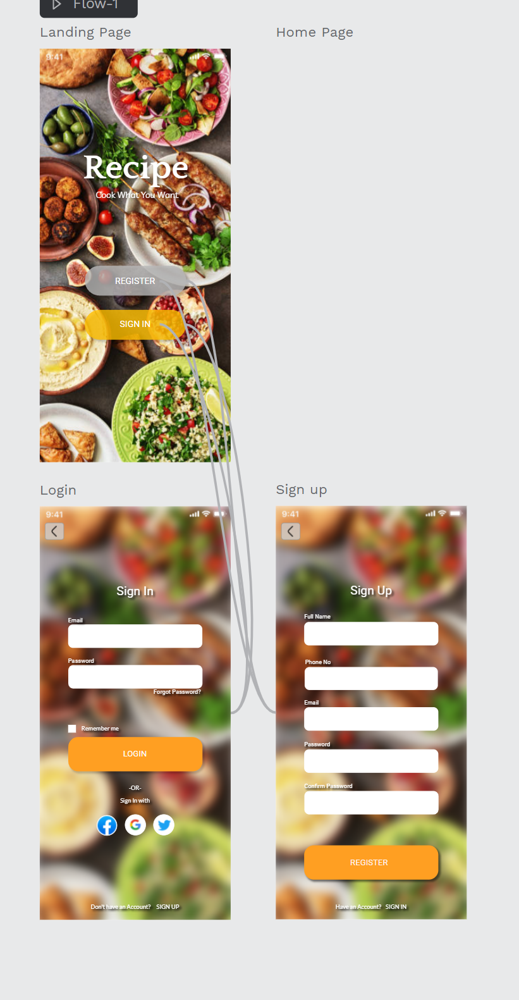 Flow-1
Landing Page
Home Page
9:41
Recipe
Cook What You Want
REGISTER
SIGN IN
Login
9:41
Sign In
Email
Password
Forgot Password?
Remember me
LOGIN
-OR-
Sign In with
Don't have an Account? SIGN UP
Sign up
9:41
Sign Up
Full Name
Phone No
Email
Password
Confirm Password
REGISTER
Have an Account? SIGN IN